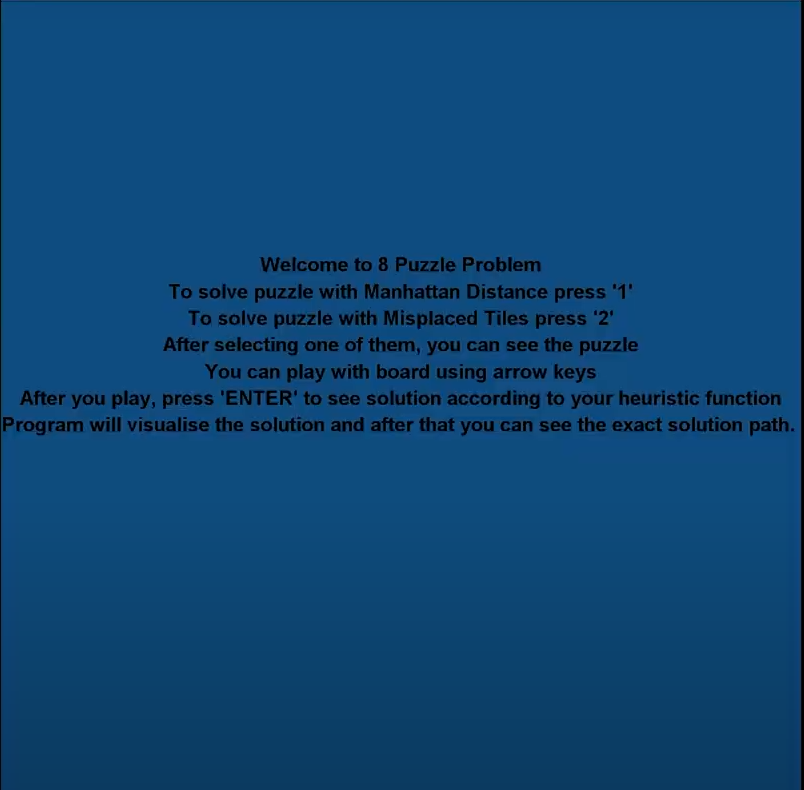 Welcome to 8 Puzzle Problem
To solve puzzle with Manhattan Distance press '1'
To solve puzzle with Misplaced Tiles press '2'
After selecting one of them, you can see the puzzle
You can play with board using arrow keys
After you play, press 'ENTER' to see solution according to your heuristic function
Program will visualise the solution and after that you can see the exact solution path.